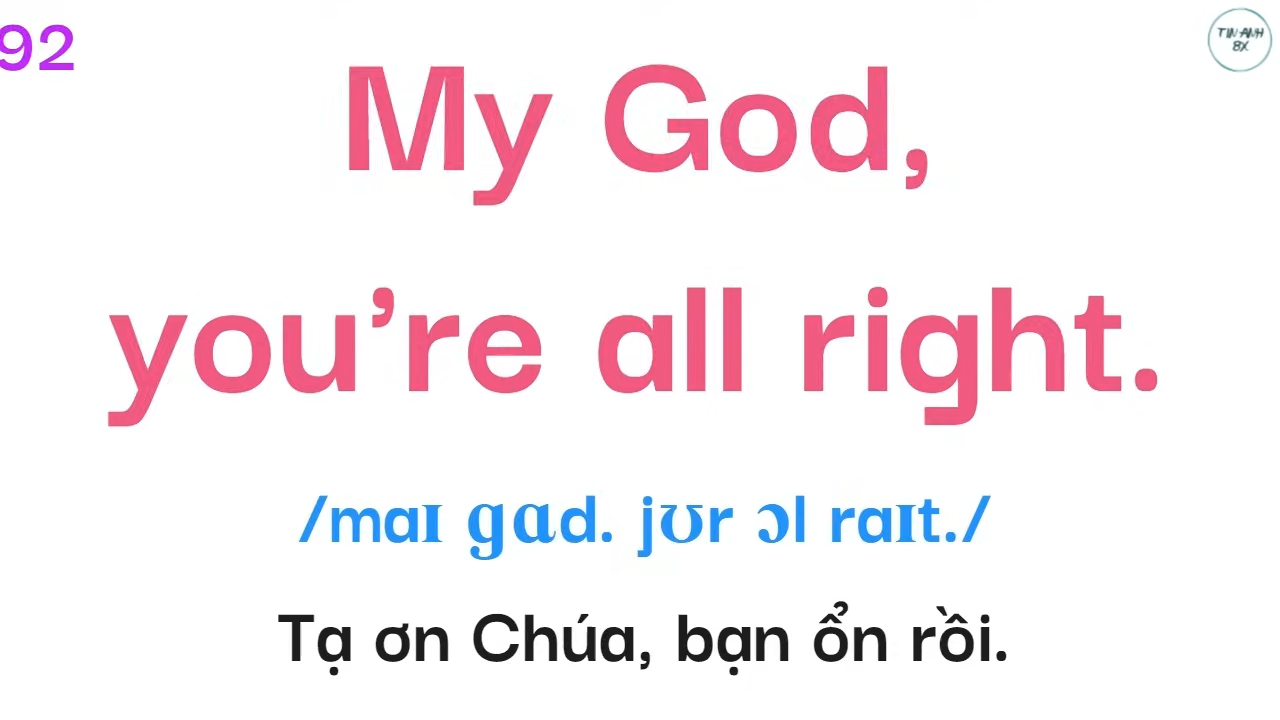 92
TIN ANH
8X
My God,
you’re all right.
/maɪ ɡɑd. jʊr ɔl raɪt./
Tạ ơn Chúa, bạn ổn rồi.